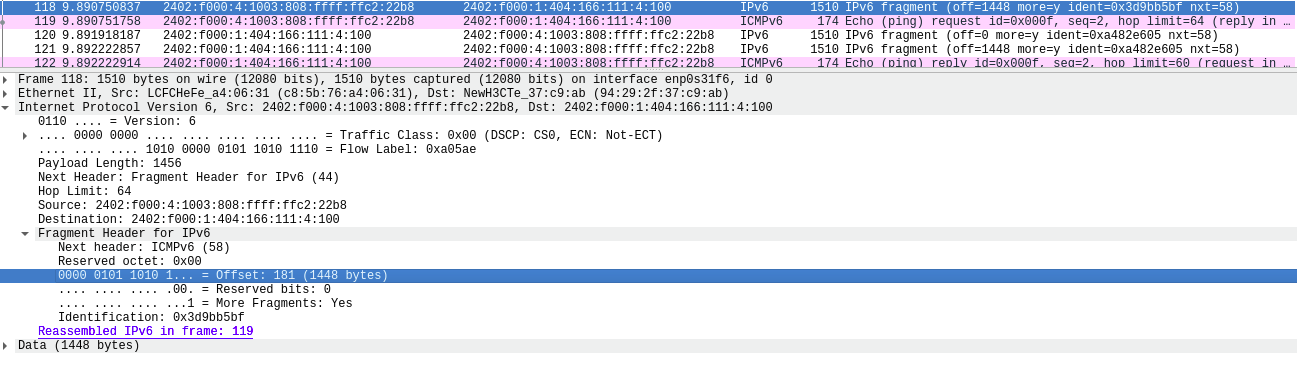 118 9.890750837 2402:f000:4:1003:808:ffff:ffc2:22b8 2402:f000:1:404:166:111:4:100 IPv6 1510 IPv6 fragment (off=1448 more=y ident=0x3d9bb5bf nxt=58)
119 9.890751758 2402:f000:4:1003:808:ffff:ffc2:22b8 2402:f000:1:404:166:111:4:100 ICMPv6 174 Echo (ping) request id=0x000f, seq=2, hop limit=64 (reply in …
120 9.891918187 2402:f000:1:404:166:111:4:100 2402:f000:4:1003:808:ffff:ffc2:22b8 IPv6 1510 IPv6 fragment (off=0 more=y ident=0xa482e605 nxt=58)
121 9.892222857 2402:f000:1:404:166:111:4:100 2402:f000:4:1003:808:ffff:ffc2:22b8 IPv6 1510 IPv6 fragment (off=1448 more=y ident=0xa482e605 nxt=58)
122 9.892222914 2402:f000:1:404:166:111:4:100 2402:f000:4:1003:808:ffff:ffc2:22b8 ICMPv6 174 Echo (ping) reply id=0x000f, seq=2, hop limit=60 (request in…
Frame 118: 1510 bytes on wire (12080 bits), 1510 bytes captured (12080 bits) on interface enp0s31f6, id 0
Ethernet II, Src: LCFCHeFe_a4:06:31 (c8:5b:76:a4:06:31), Dst: NewH3CTe_37:c9:ab (94:29:2f:37:c9:ab)
Internet Protocol Version 6, Src: 2402:f000:4:1003:808:ffff:ffc2:22b8, Dst: 2402:f000:1:404:166:111:4:100
0110 .... = Version: 6
.... 0000 0000 .... .... .... .... .... = Traffic Class: 0x00 (DSCP: CS0, ECN: Not-ECT)
.... .... .... 1010 0000 0101 1010 1110 = Flow Label: 0xa05ae
Payload Length: 1456
Next Header: Fragment Header for IPv6 (44)
Hop Limit: 64
Source: 2402:f000:4:1003:808:ffff:ffc2:22b8
Destination: 2402:f000:1:404:166:111:4:100
Fragment Header for IPv6
Next header: ICMPv6 (58)
Reserved octet: 0x00
0000 0101 1010 1... = Offset: 181 (1448 bytes)
.... .... .... .00. = Reserved bits: 0
.... .... .... ...1 = More Fragments: Yes
Identification: 0x3d9bb5bf
Reassembled IPv6 in frame: 119
Data (1448 bytes)